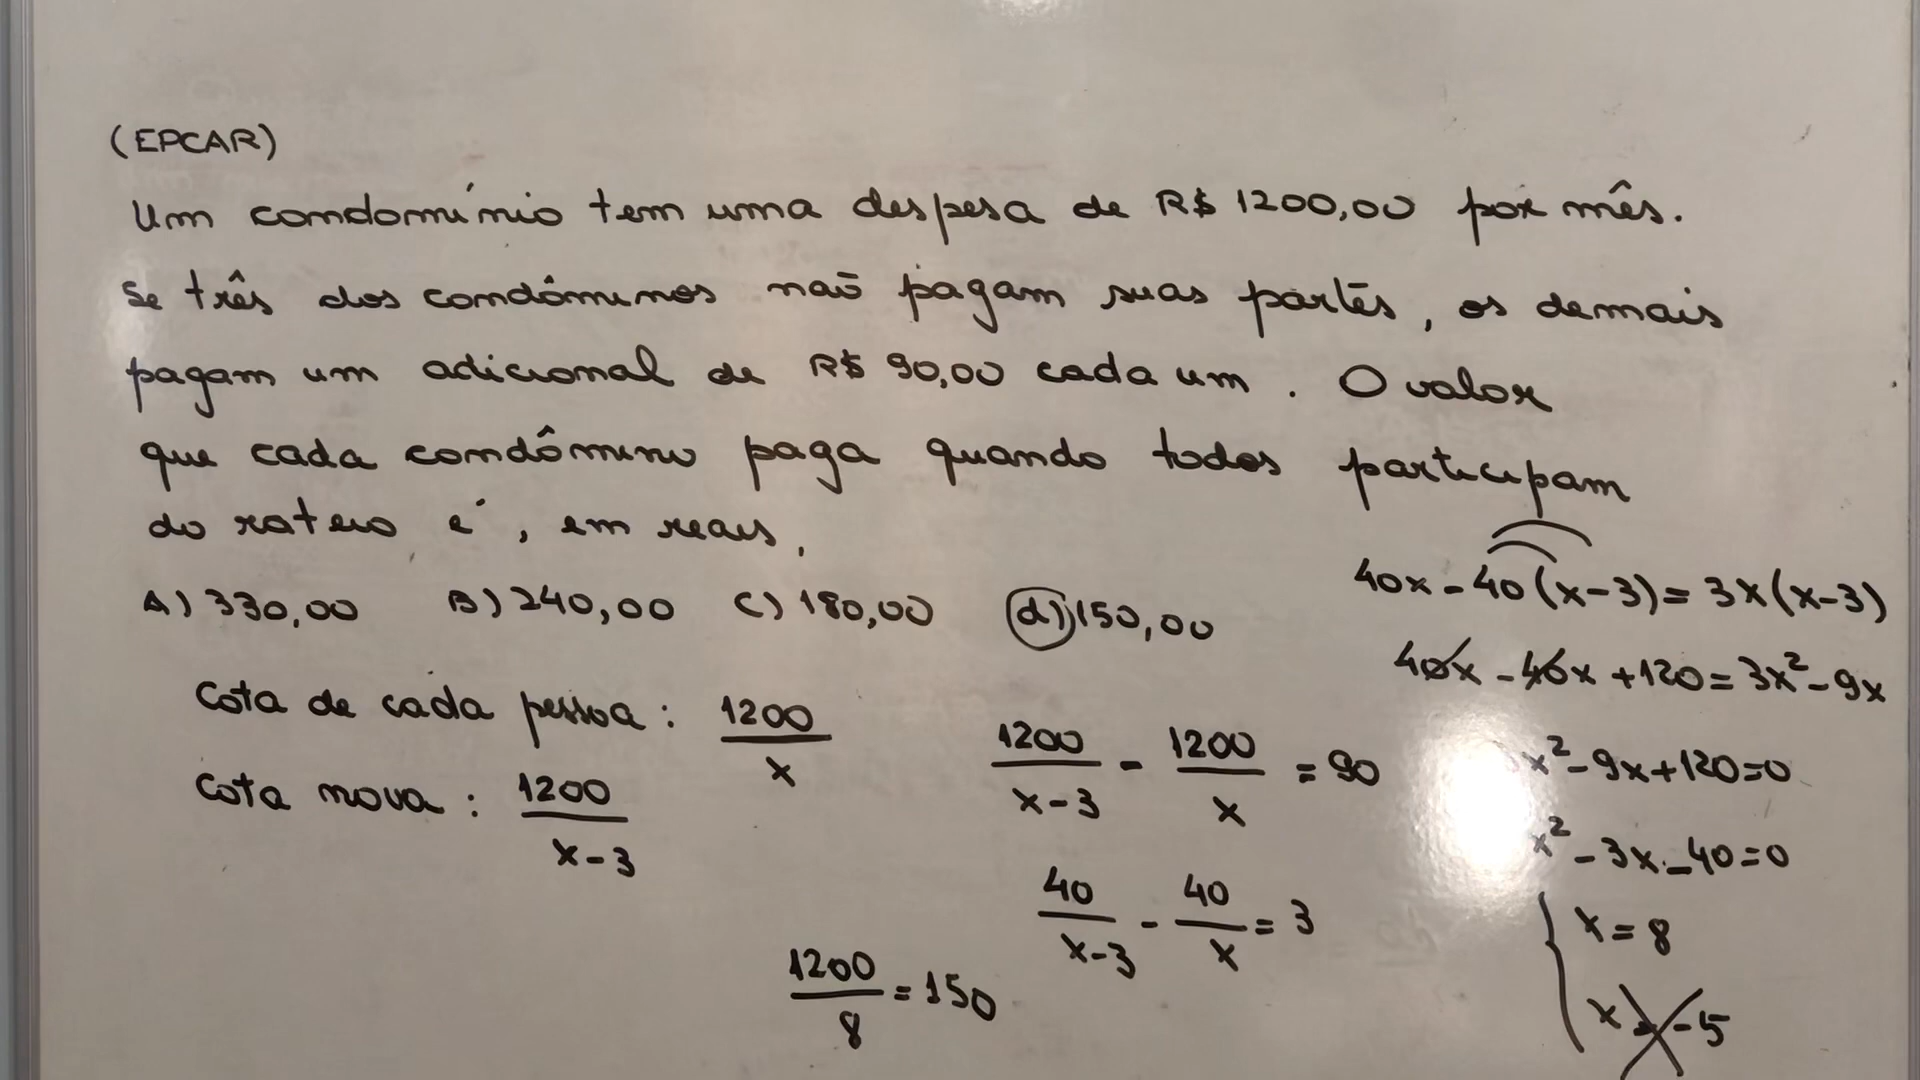 (EPCAR)
Um condomínio tem uma despesa de R$ 1200,00 por mês.
Se três dos condôminos não pagam suas partes, os demais
pagam um adicional de R$ 90,00 cada um. O valor
que cada condômino paga quando todos participam
do rateio é, em reais,
A) 330,00 B) 240,00 C) 180,00 d) 150,00
Cota de cada pessoa: 1200/x
Cota nova: 1200/(x-3)
1200/(x-3) - 1200/x = 90
40/(x-3) - 40/x = 3
1200/8 = 150
40x - 40(x-3) = 3x(x-3)
40x - 40x + 120 = 3x² - 9x
x² - 9x + 120 = 0
x² - 3x - 40 = 0
x = 8
x = -5